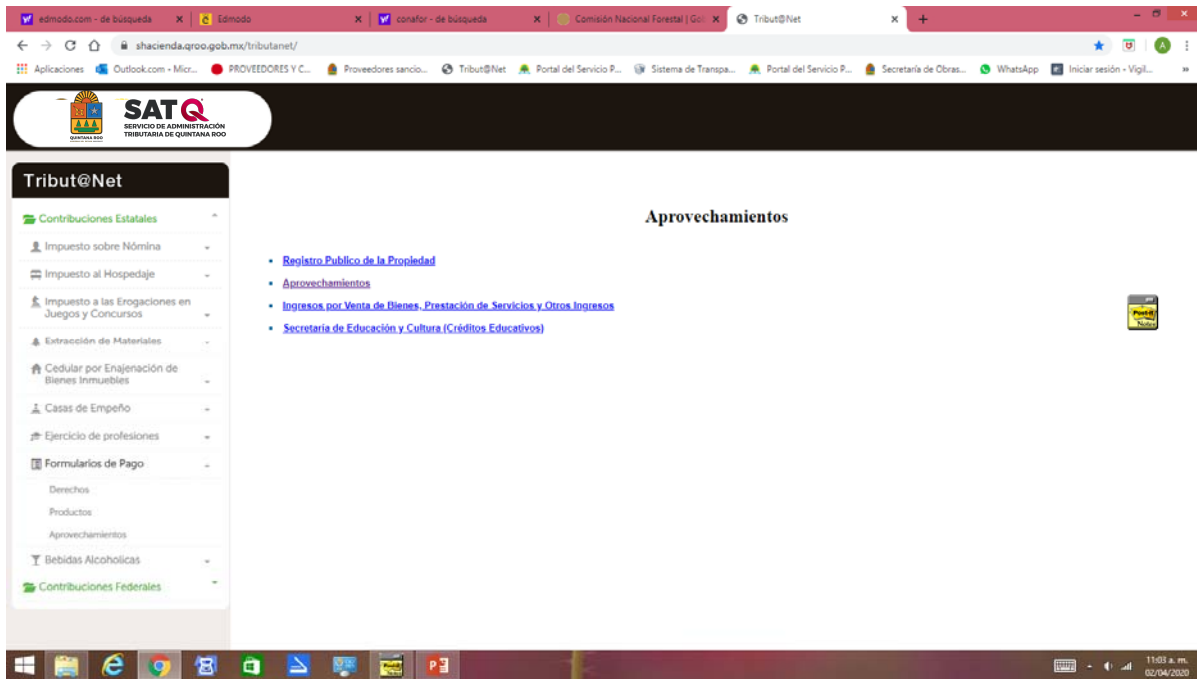 edmodo.com - de búsqueda
Edmodo
conafor - de búsqueda
Comisión Nacional Forestal | Gob
Tribut@Net
shacienda.qroo.gob.mx/tributanet/
Aplicaciones
Outlook.com - Micr...
PROVEEDORES Y C...
Proveedores sancio...
Tribut@Net
Portal del Servicio P...
Sistema de Transpa...
Portal del Servicio P...
Secretaría de Obras...
WhatsApp
Iniciar sesión - Vigil...
QUINTANA ROO
SATQ
SERVICIO DE ADMINISTRACIÓN
TRIBUTARIA DE QUINTANA ROO
Tribut@Net
Contribuciones Estatales
Impuesto sobre Nómina
Impuesto al Hospedaje
Impuesto a las Erogaciones en
Juegos y Concursos
Extracción de Materiales
Cedular por Enajenación de
Bienes Inmuebles
Casas de Empeño
Ejercicio de profesiones
Formularios de Pago
Derechos
Productos
Aprovechamientos
Bebidas Alcoholicas
Contribuciones Federales
Aprovechamientos
Registro Publico de la Propiedad
Aprovechamientos
Ingresos por Venta de Bienes, Prestación de Servicios y Otros Ingresos
Secretaria de Educación y Cultura (Créditos Educativos)
Post-it
Notes
11:03 a. m.
02/04/2020